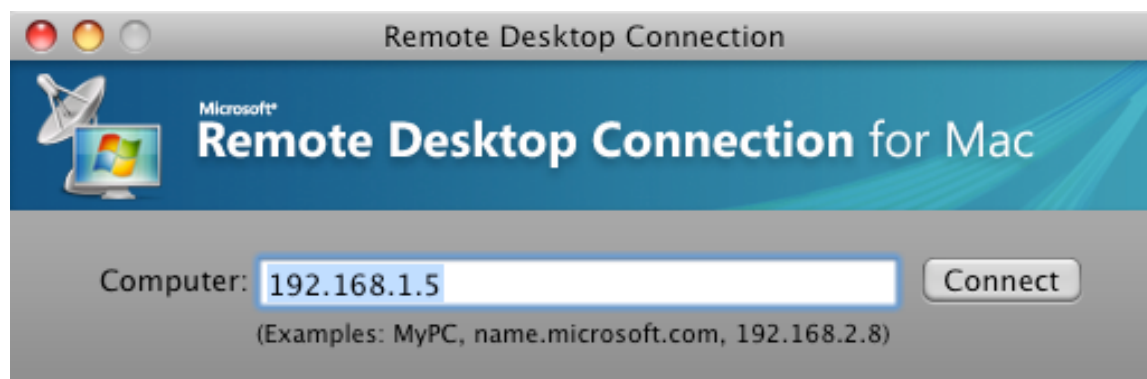 Remote Desktop Connection
Microsoft®
Remote Desktop Connection for Mac
Computer: 192.168.1.5 Connect
(Examples: MyPC, name.microsoft.com, 192.168.2.8)